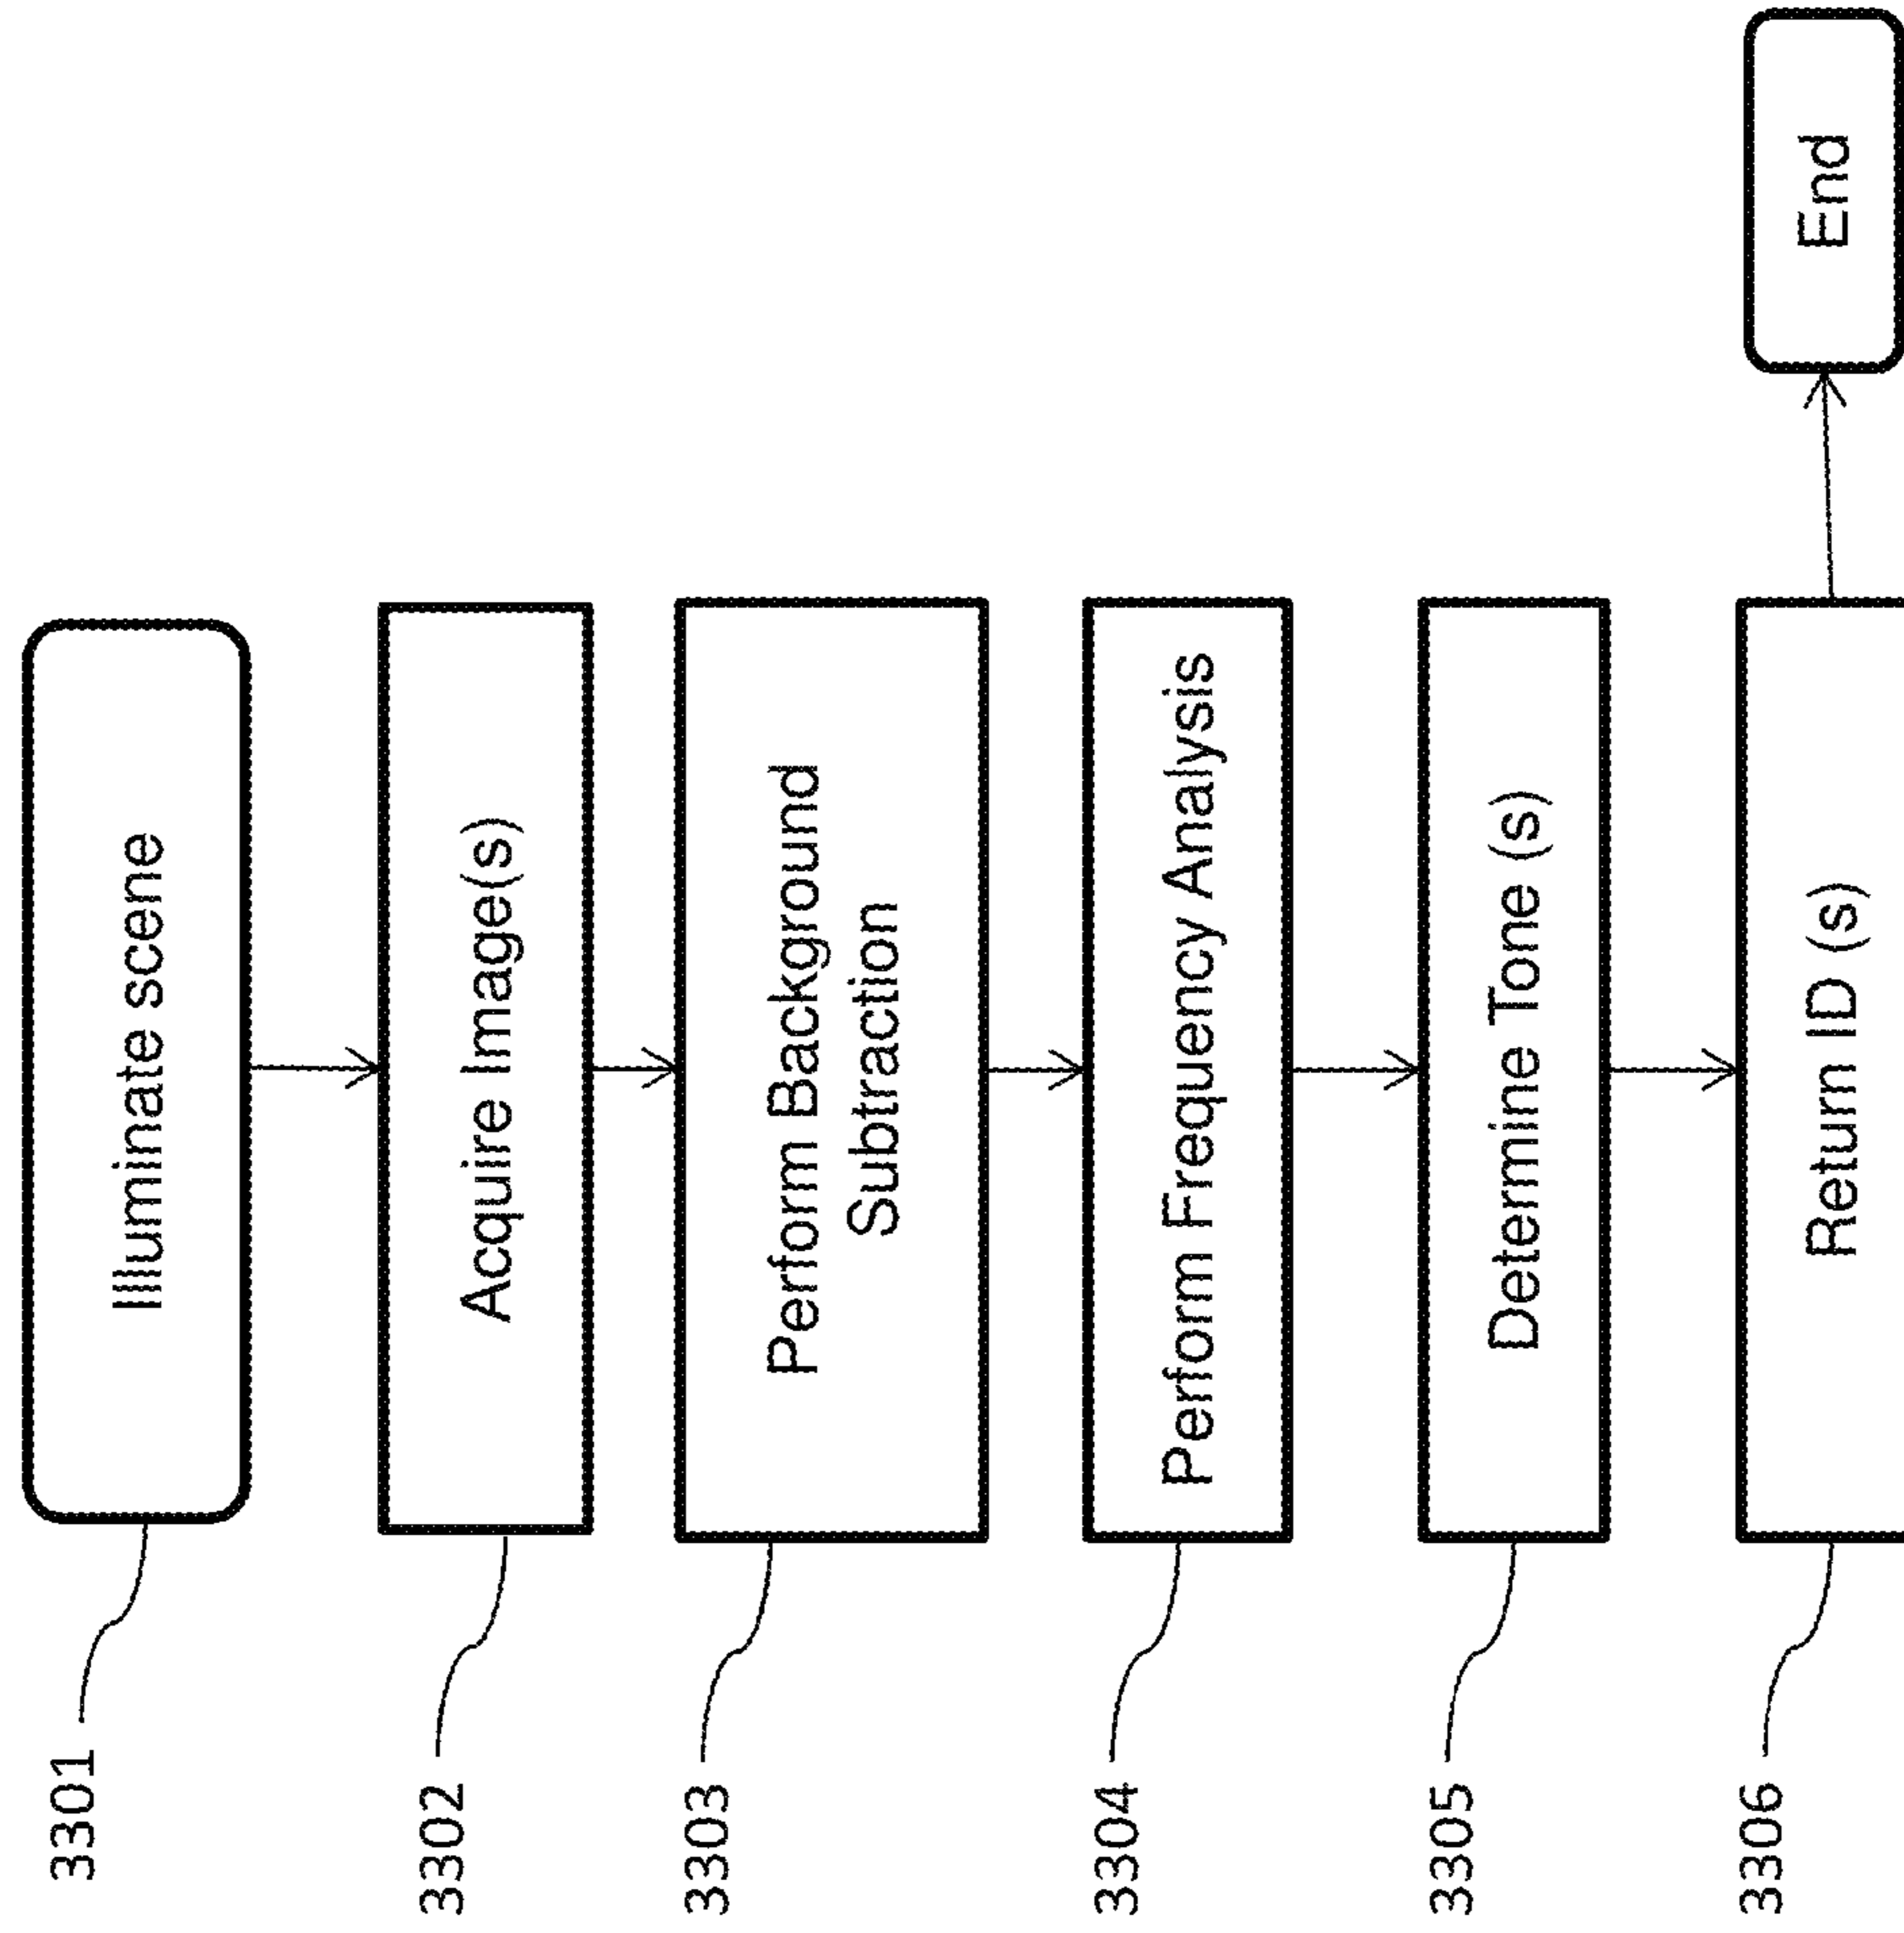 3301
Illuminate scene
3302
Acquire Image(s)
3303
Perform Background
Subtraction
3304
Perform Frequency Analysis
3305
Determine Tone (s)
3306
Return ID (s)
End